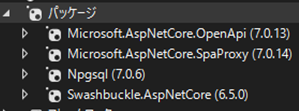 パッケージ
Microsoft.AspNetCore.OpenApi (7.0.13)
Microsoft.AspNetCore.SpaProxy (7.0.14)
Npgsql (7.0.6)
Swashbuckle.AspNetCore (6.5.0)